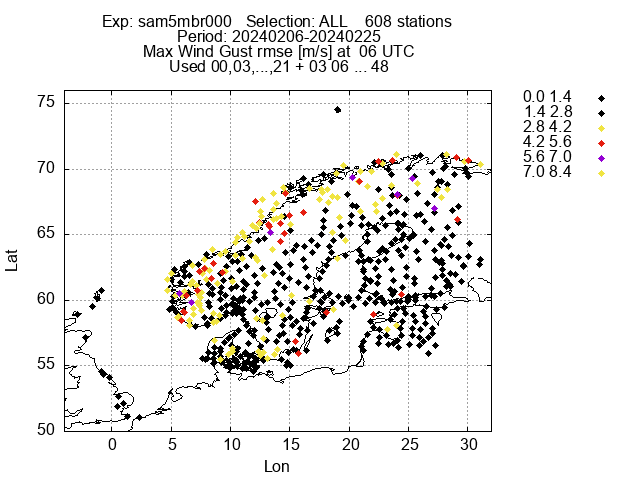 Exp: sam5mbr000 Selection: ALL 608 stations
Period: 20240206-20240225
Max Wind Gust rmse [m/s] at 06 UTC
Used 00,03,...,21 + 03 06 ... 48
0.0 1.4
1.4 2.8
2.8 4.2
4.2 5.6
5.6 7.0
7.0 8.4
75
70
65
60
55
50
Lat
0 5 10 15 20 25 30
Lon